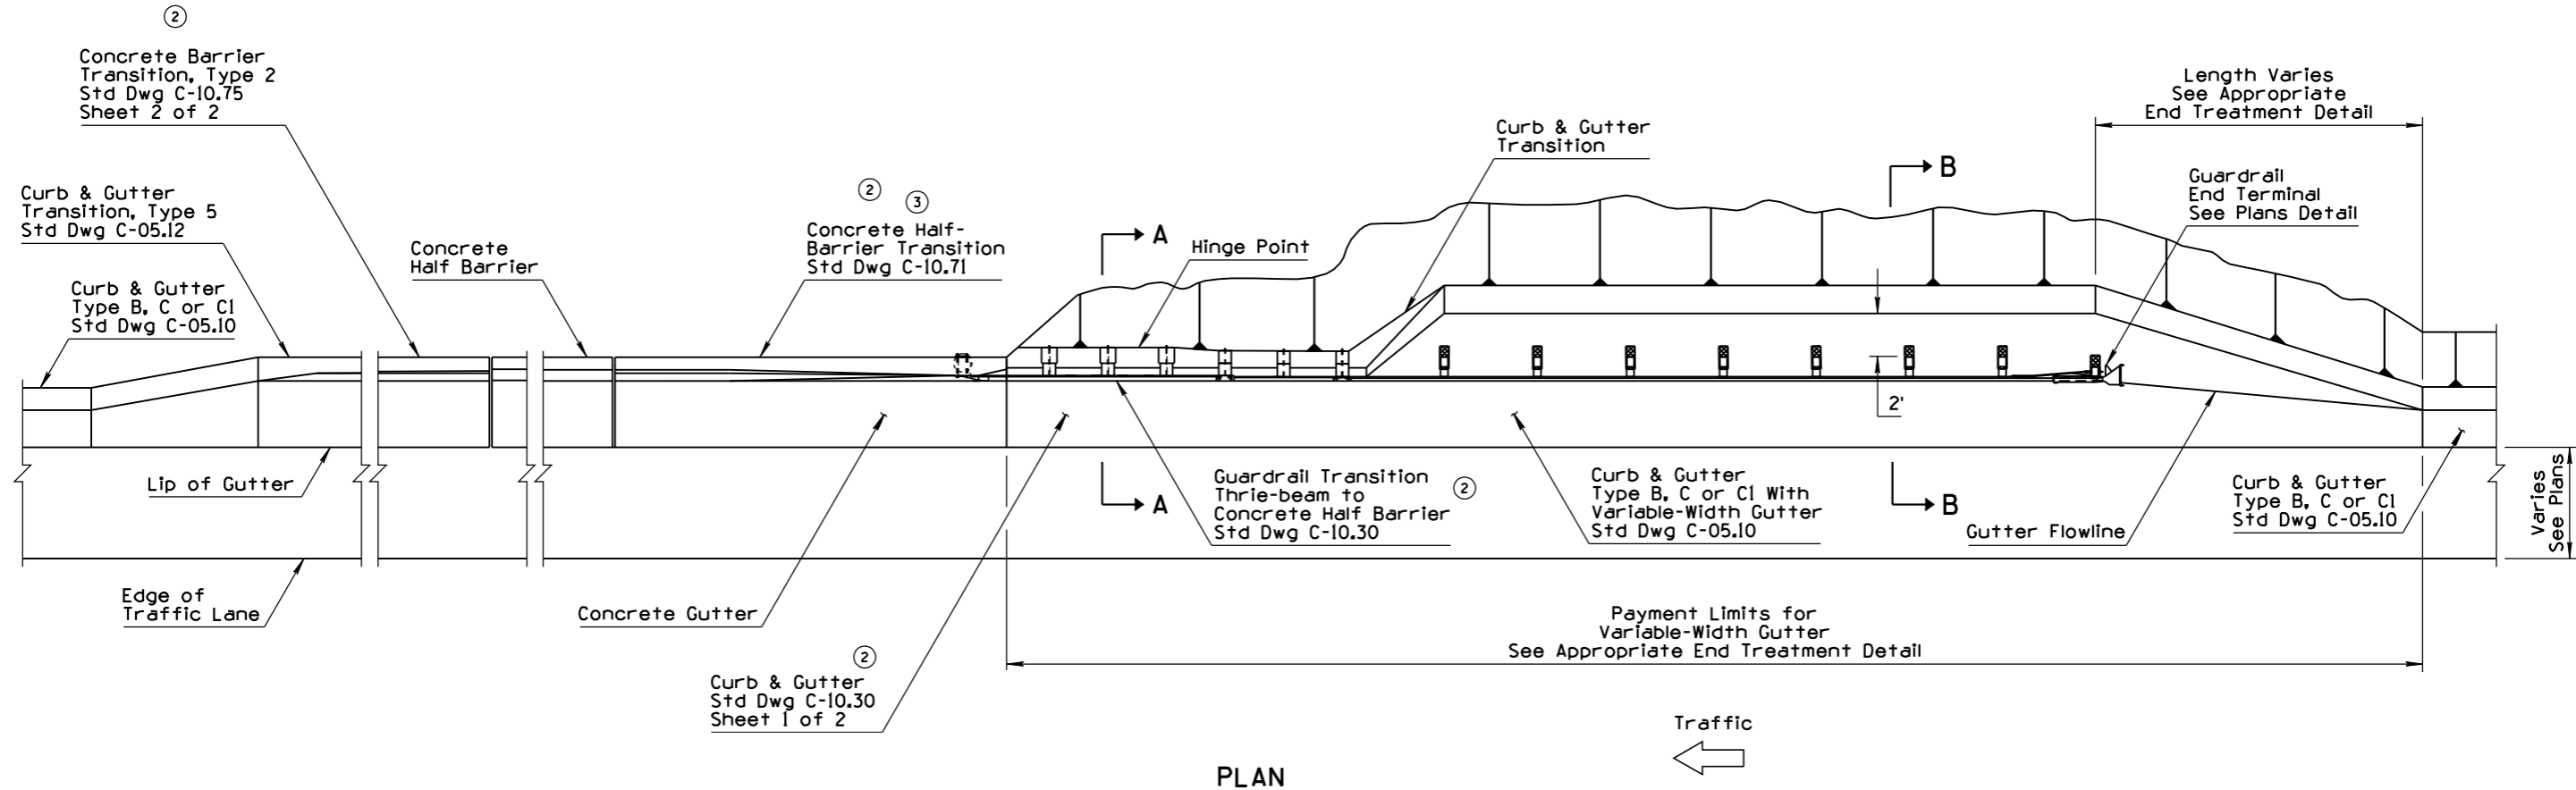 2
Concrete Barrier
Transition, Type 2
Std Dwg C-10.75
Sheet 2 of 2
Curb & Gutter
Transition, Type 5
Std Dwg C-05.12
Curb & Gutter
Type B, C or C1
Std Dwg C-05.10
Concrete
Half Barrier
2
3
Concrete Half-
Barrier Transition
Std Dwg C-10.71
A
Hinge Point
Curb & Gutter
Transition
B
Length Varies
See Appropriate
End Treatment Detail
Guardrail
End Terminal
See Plans Detail
2'
Lip of Gutter
Edge of
Traffic Lane
Concrete Gutter
2
Curb & Gutter
Std Dwg C-10.30
Sheet 1 of 2
A
Guardrail Transition
Thrie-beam to
Concrete Half Barrier
Std Dwg C-10.30
2
Curb & Gutter
Type B, C or C1 With
Variable-Width Gutter
Std Dwg C-05.10
B
Gutter Flowline
Curb & Gutter
Type B, C or C1
Std Dwg C-05.10
Varies
See Plans
Payment Limits for
Variable-Width Gutter
See Appropriate End Treatment Detail
Traffic
PLAN